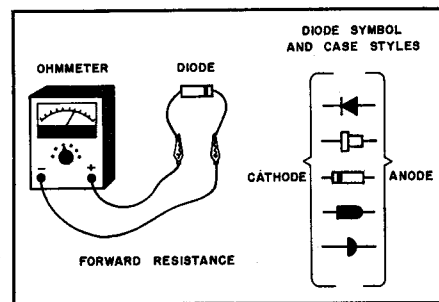 DIODE SYMBOL
AND CASE STYLES
OHMMETER
DIODE
- +
CATHODE
ANODE
FORWARD RESISTANCE